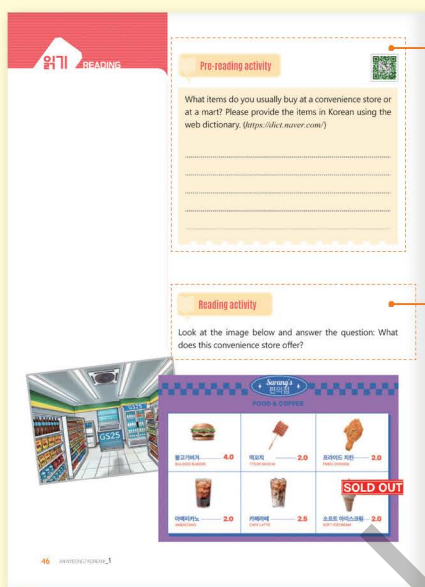 읽기 READING
Pre-reading activity
What items do you usually buy at a convenience store or
at a mart? Please provide the items in Korean using the
web dictionary. (https://dict.naver.com/)
Reading activity
Look at the image below and answer the question: What
does this convenience store offer?
GS25
GS25
Sarang's
편의점
FOOD & COFFEE
불고기버거 4.0
BULGOGI BURGER
떡꼬치 2.0
TTEOK-KKOCHI
프라이드 치킨 2.0
FRIED CHICKEN
SOLD OUT
아메리카노 2.0
AMERICANO
카페라떼 2.5
CAFE LATTE
소프트 아이스크림 2.0
SOFT ICECREAM
46 ANNYEONG? KOREAN_1